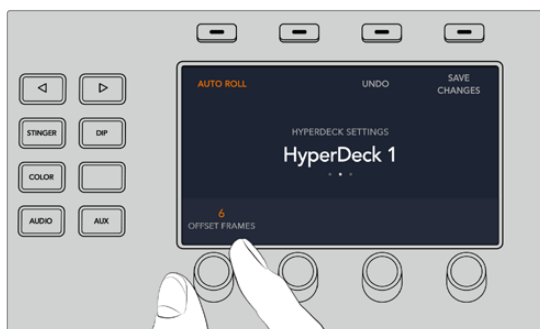 AUTO ROLL
UNDO
SAVE
CHANGES
STINGER
DIP
HYPERDECK SETTINGS
HyperDeck 1
COLOR
AUDIO
AUX
6
OFFSET FRAMES